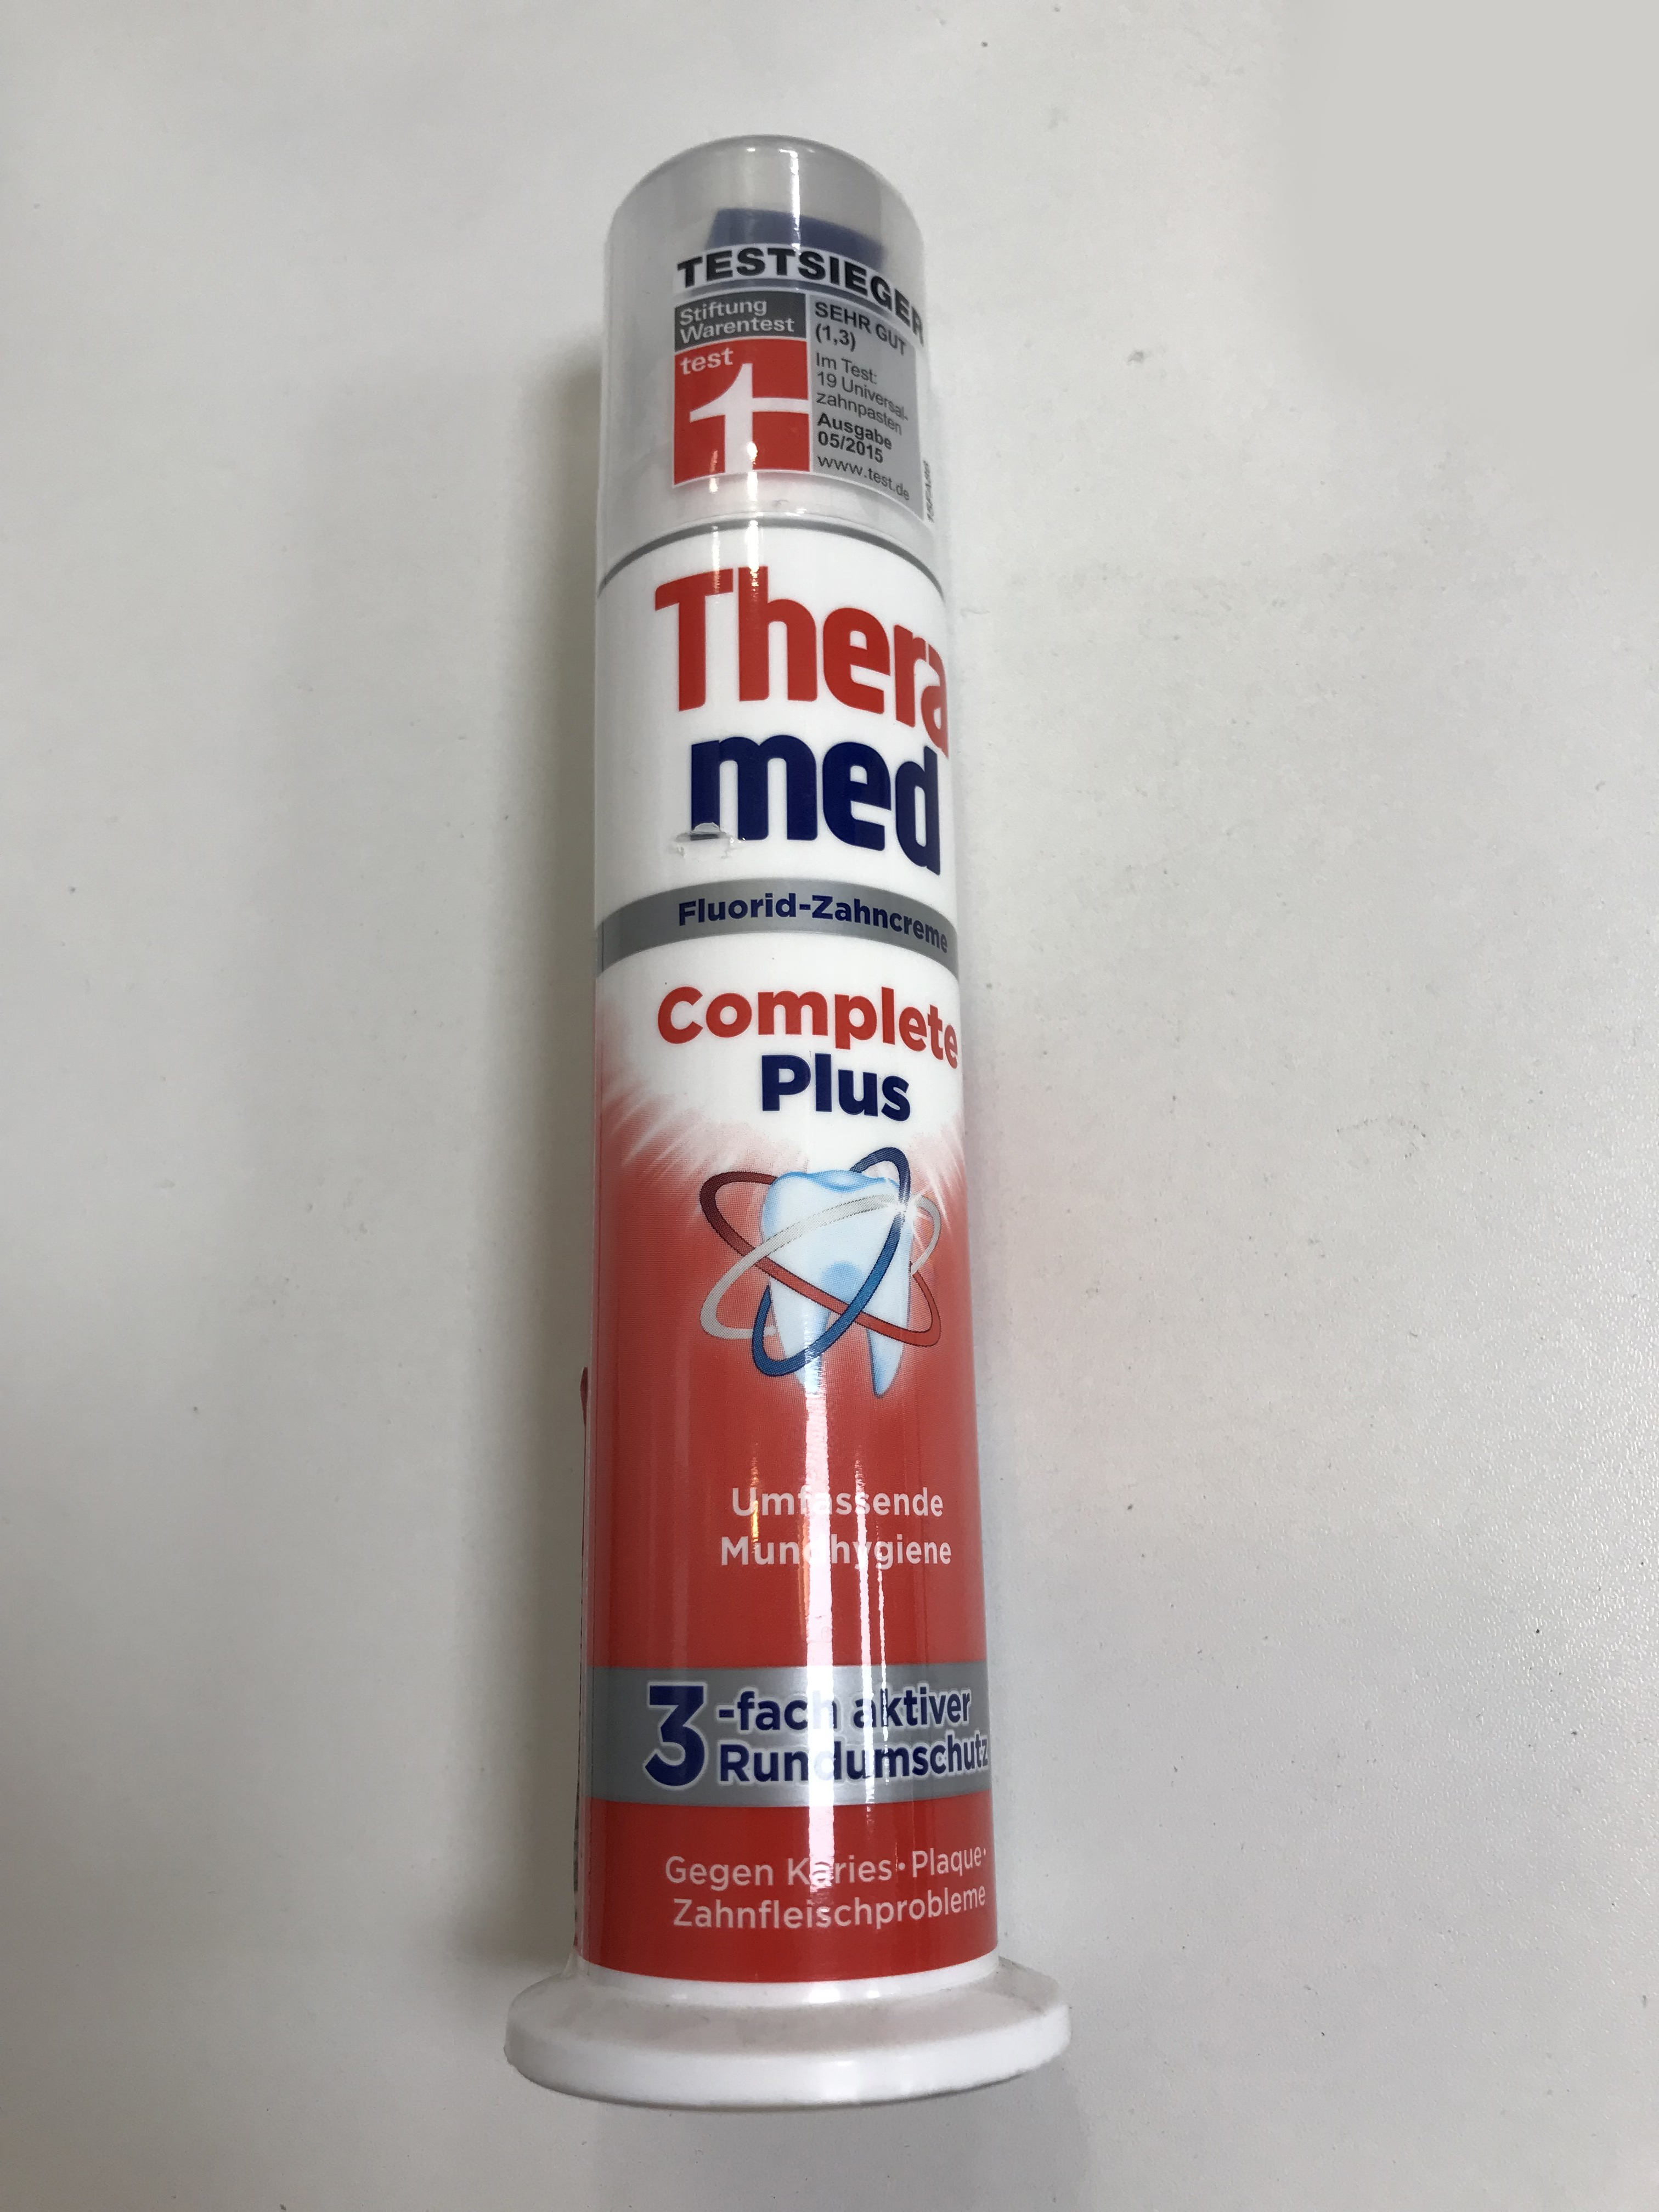 TESTSIEGER
Stiftung
Warentest
test
SEHR GUT
(1,3)
Im Test:
19 Universal-
zahnpasten
Ausgabe
05/2015
www.test.de
Thera
med
Fluorid-Zahncreme
Complete
Plus
Umfassende
Mundhygiene
3-fach aktiver
Rundumschutz
Gegen Karies · Plaque ·
Zahnfleischprobleme